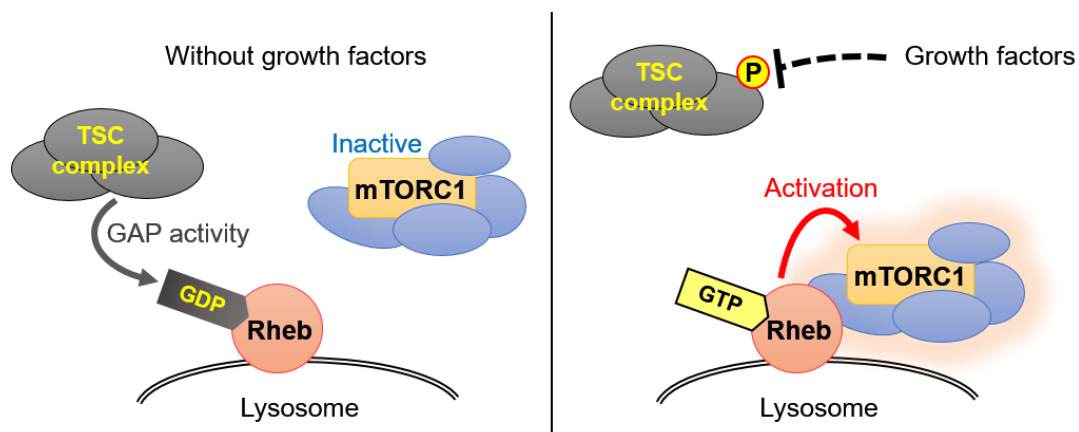 Without growth factors
TSC
complex
Inactive
mTORC1
GAP activity
GDP
Rheb
Lysosome
TSC
complex
P
Growth factors
Activation
mTORC1
GTP
Rheb
Lysosome